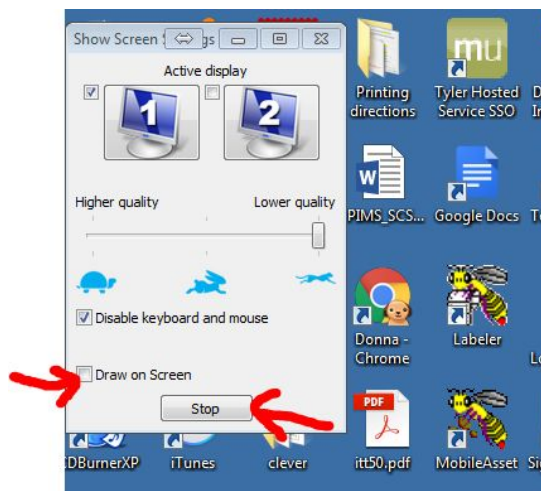 Show Screen S gs
Active display
1
2
Higher quality
Lower quality
Disable keyboard and mouse
Draw on Screen
Stop
Printing
directions
mu
Tyler Hosted
Service SSO
W
PIMS_SCS...
Google Docs
Donna -
Chrome
Labeler
PDF
CDBurnerXP
iTunes
clever
itt50.pdf
MobileAsset